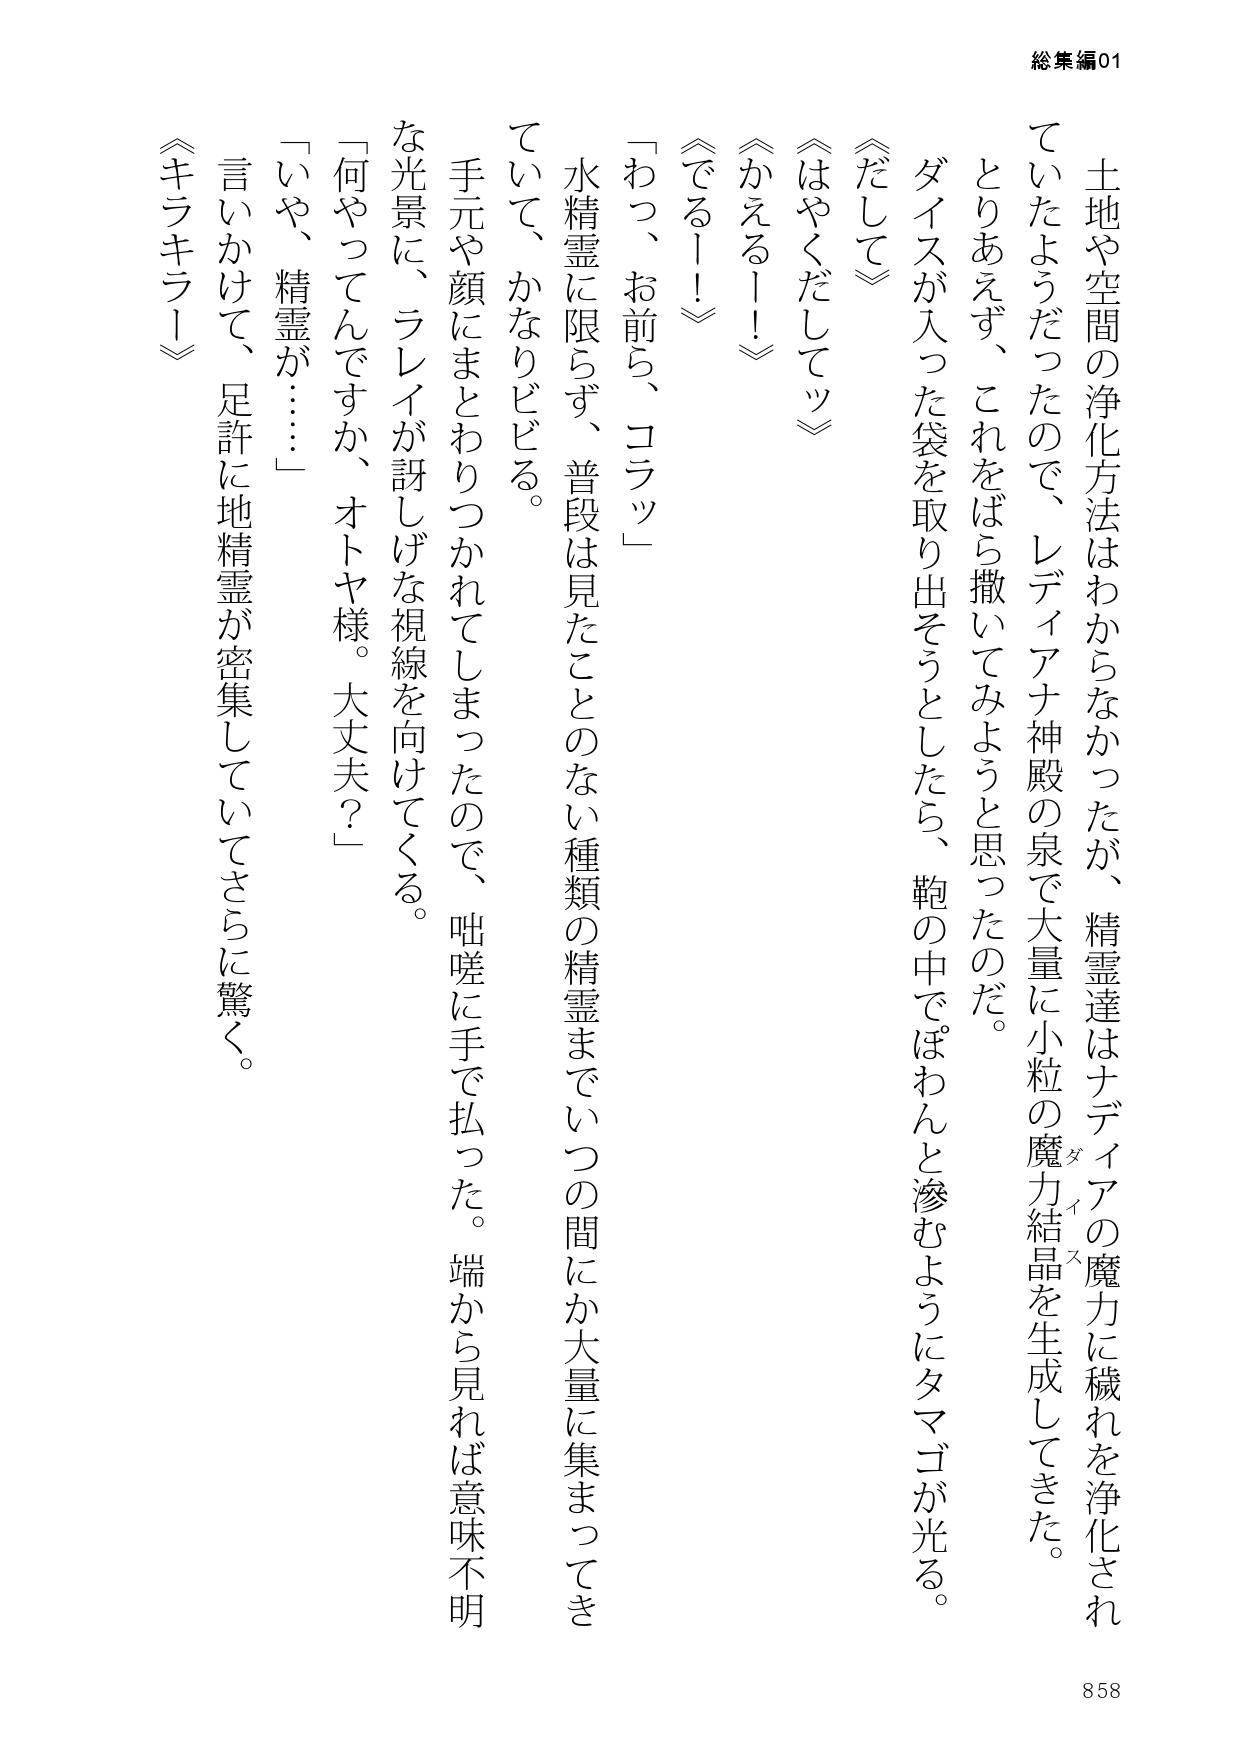 総集編01
　土地や空間の浄化方法はわからなかったが、精霊達はナディアの魔力に穢れを浄化され
ていたようだったので、レディアナ神殿の泉で大量に小粒の魔力結晶を生成してきた。
ダイス
　とりあえず、これをばら撒いてみようと思ったのだ。
　ダイスが入った袋を取り出そうとしたら、鞄の中でぽわんと滲むようにタマゴが光る。
《だして》
《はやくだしてッ》
《かえるー！》
《でるー！》
「わっ、お前ら、コラッ」
　水精霊に限らず、普段は見たことのない種類の精霊までいつの間にか大量に集まってき
ていて、かなりビビる。
　手元や顔にまとわりつかれてしまったので、咄嗟に手で払った。端から見れば意味不明
な光景に、ラレイが訝しげな視線を向けてくる。
「何やってんですか、オトヤ様。大丈夫？」
「いや、精霊が……」
　言いかけて、足許に地精霊が密集していてさらに驚く。
《キラキラー》
858